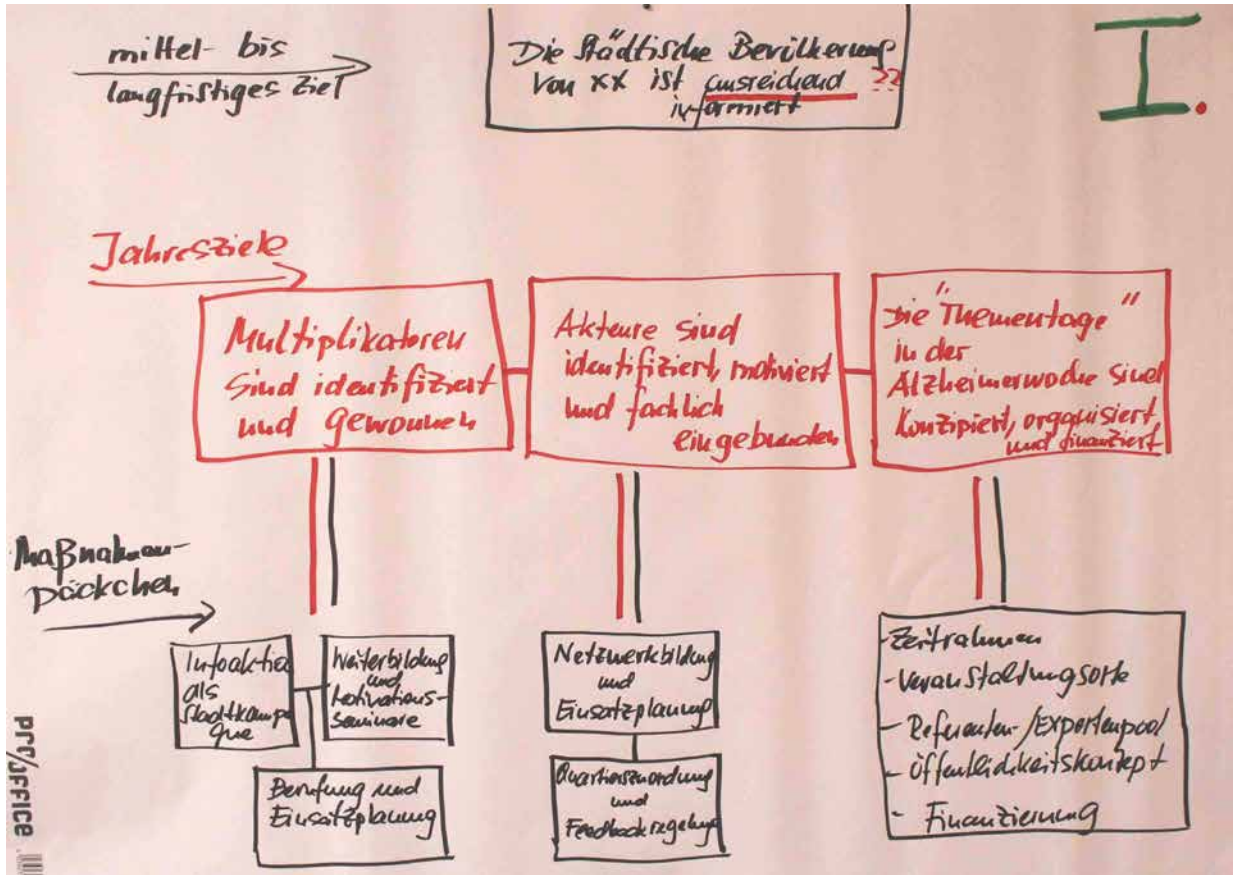 mittel- bis
langfristiges Ziel
Die Städtische Bevölkerung
von xx ist ausreichend ??
informiert
I.
Jahresziele
Multiplikatoren
sind identifiziert
und gewonnen
Akteure sind
identifiziert, motiviert
und fachlich
eingebunden
Die "Thementage"
in der
Alzheimerwoche sind
konzipiert, organisiert
und finanziert
Maßnahmen-
päckchen
Infoaktion
als
Stadtkampa
gne
Weiterbildung
und
Motivations-
seminare
Berufung und
Einsatzplanung
Netzwerkbildung
und
Einsatzplanung
Quartierszuordnung
und
Feedbackregelung
- Zeitrahmen
- Veranstaltungsorte
- Referenten-/Expertenpool
- Öffentlichkeitskonzept
- Finanzierung
pro/office